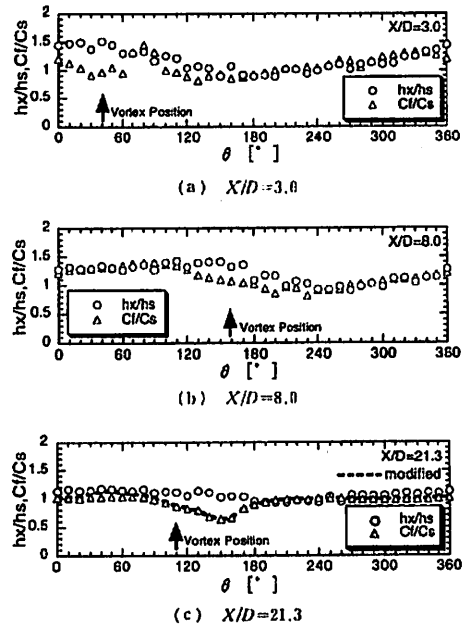 hx/hs,Cf/Cs
2
1.5
1
0.5
0
X/D=3.0
hx/hs
Cf/Cs
Vortex Position
0 60 120 180 240 300 360
θ [°]
(a) X/D=3.0
hx/hs,Cf/Cs
2
1.5
1
0.5
0
X/D=8.0
hx/hs
Cf/Cs
Vortex Position
0 60 120 180 240 300 360
θ [°]
(b) X/D=8.0
hx/hs,Cf/Cs
2
1.5
1
0.5
0
X/D=21.3
modified
hx/hs
Cf/Cs
Vortex Position
0 60 120 180 240 300 360
θ [°]
(c) X/D=21.3